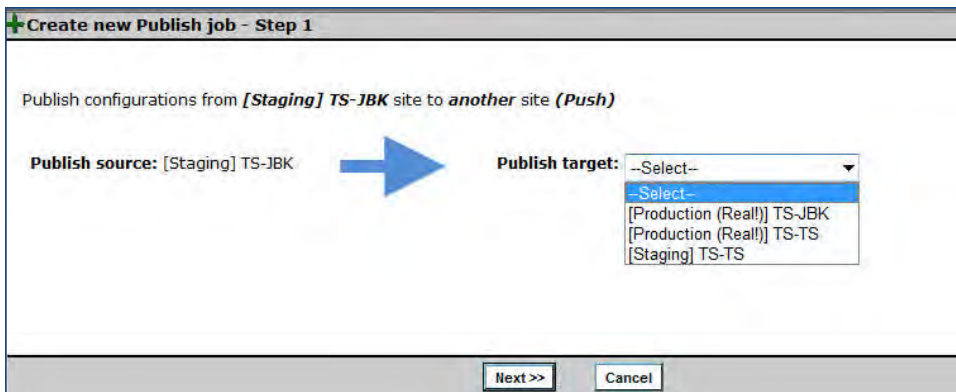 Create new Publish job - Step 1
Publish configurations from [Staging] TS-JBK site to another site (Push)
Publish source: [Staging] TS-JBK
Publish target: --Select--
--Select--
[Production (Real!)] TS-JBK
[Production (Real!)] TS-TS
[Staging] TS-TS
Next >> Cancel